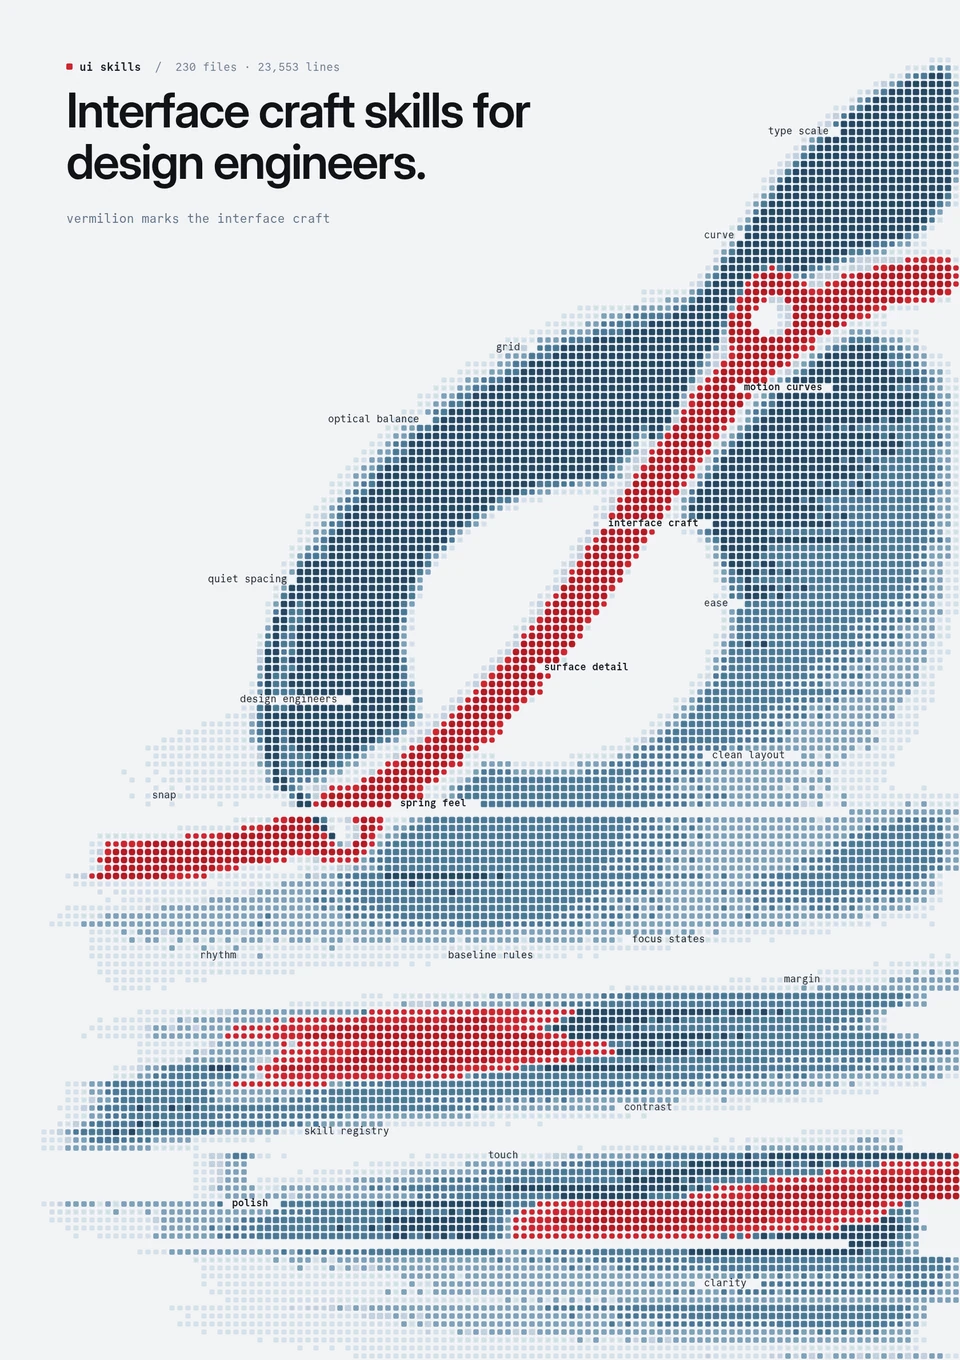 ui skills / 230 files · 23,553 lines
Interface craft skills for
design engineers.
vermilion marks the interface craft
type scale
curve
grid
motion curves
optical balance
interface craft
quiet spacing
ease
surface detail
design engineers
clean layout
snap
spring feel
focus states
rhythm
baseline rules
margin
contrast
skill registry
touch
polish
clarity